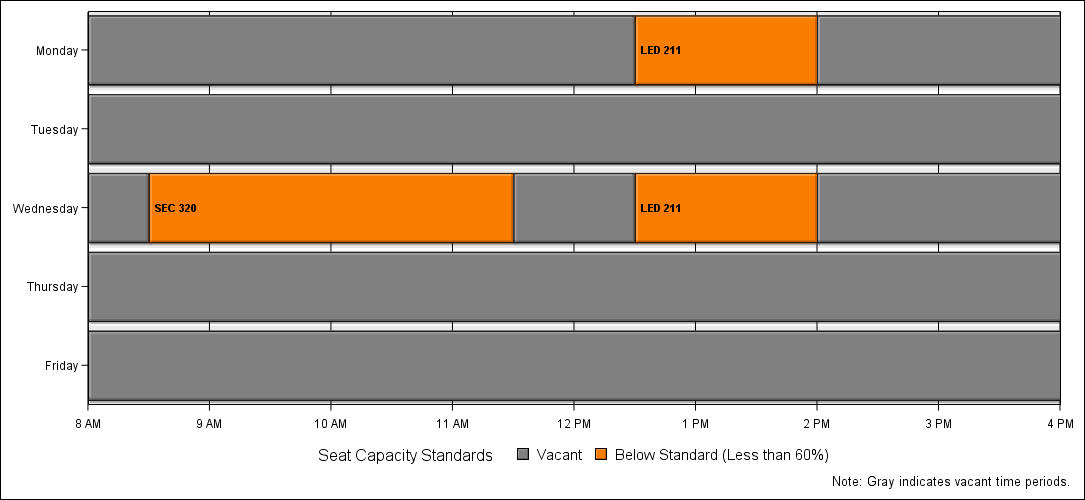 Monday
LED 211
Tuesday
Wednesday
SEC 320
LED 211
Thursday
Friday
8 AM 9 AM 10 AM 11 AM 12 PM 1 PM 2 PM 3 PM 4 PM
Seat Capacity Standards Vacant Below Standard (Less than 60%)
Note: Gray indicates vacant time periods.